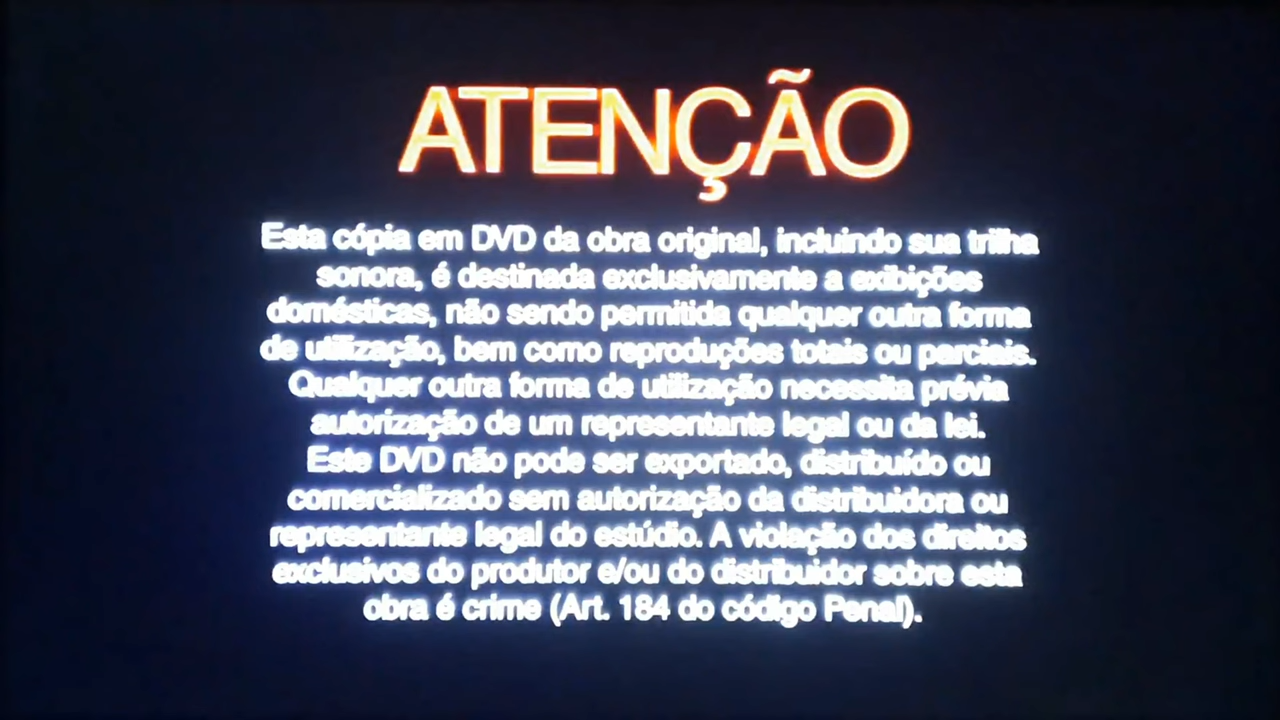 ATENÇÃO
Esta cópia em DVD da obra original, incluindo sua trilha
sonora, é destinada exclusivamente a exibições
domésticas, não sendo permitida qualquer outra forma
de utilização, bem como reproduções totais ou parciais.
Qualquer outra forma de utilização necessita prévia
autorização de um representante legal ou da lei.
Este DVD não pode ser exportado, distribuído ou
comercializado sem autorização da distribuidora ou
representante legal do estúdio. A violação dos direitos
exclusivos do produtor e/ou do distribuidor sobre esta
obra é crime (Art. 184 do código Penal).